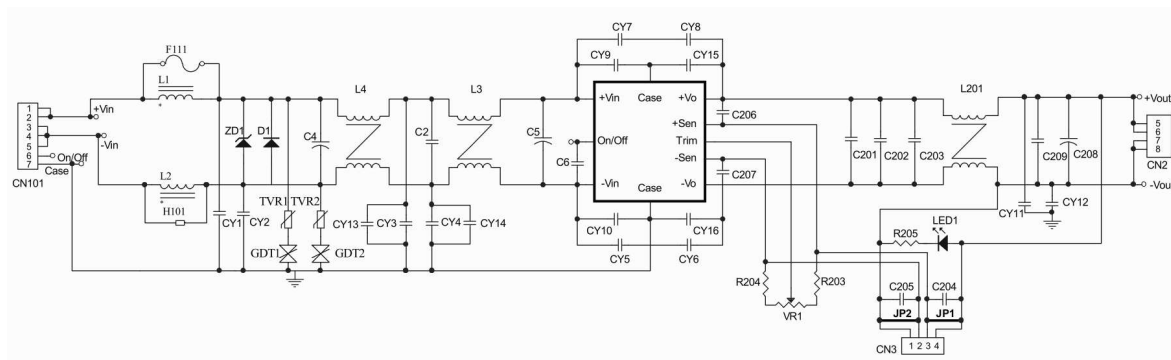 CY7 CY8
CY9 CY15
F111
L1
+Vin
-Vin
On/Off
Case
1
2
3
4
5
6
7
CN101
L2
H101
ZD1 D1
C4
L4
C2
L3
C5
C6
TVR1 TVR2
CY1
CY2
GDT1
GDT2
CY13 CY3
CY4 CY14
+Vin Case +Vo
+Sen
On/Off Trim
-Sen
-Vin Case -Vo
C206
C207
CY10 CY16
CY5 CY6
C201 C202 C203
L201
C209 C208
+Vout
5
6
7
8
CN2
-Vout
CY11 CY12
R205 LED1
R204 R203
VR1
C205 C204
JP2 JP1
CN3 1 2 3 4